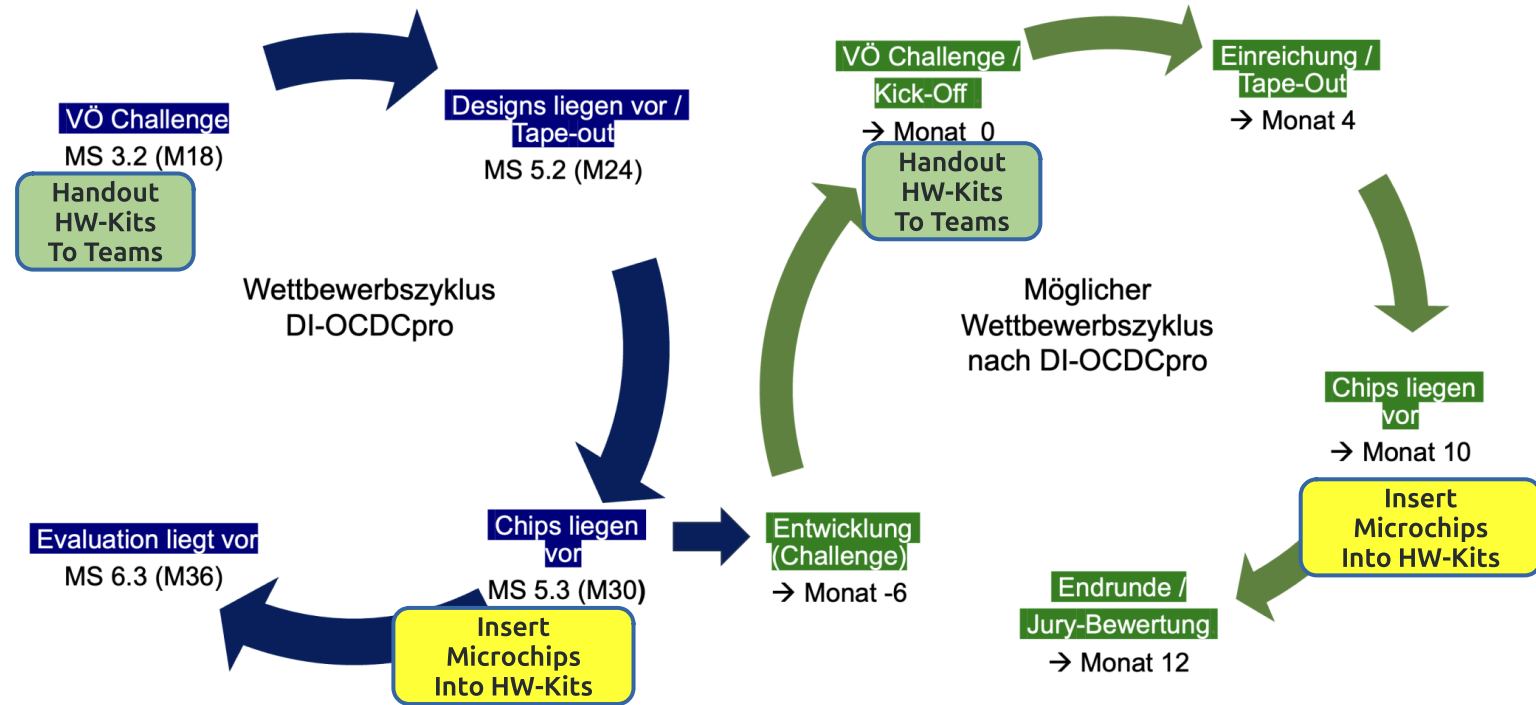 VÖ Challenge
MS 3.2 (M18)
Handout
HW-Kits
To Teams
Designs liegen vor /
Tape-out
MS 5.2 (M24)
Wettbewerbszyklus
DI-OCDCpro
Chips liegen
vor
MS 5.3 (M30)
Insert
Microchips
Into HW-Kits
Evaluation liegt vor
MS 6.3 (M36)
Entwicklung
(Challenge)
→ Monat -6
VÖ Challenge /
Kick-Off
→ Monat 0
Handout
HW-Kits
To Teams
Einreichung /
Tape-Out
→ Monat 4
Möglicher
Wettbewerbszyklus
nach DI-OCDCpro
Chips liegen
vor
→ Monat 10
Insert
Microchips
Into HW-Kits
Endrunde /
Jury-Bewertung
→ Monat 12